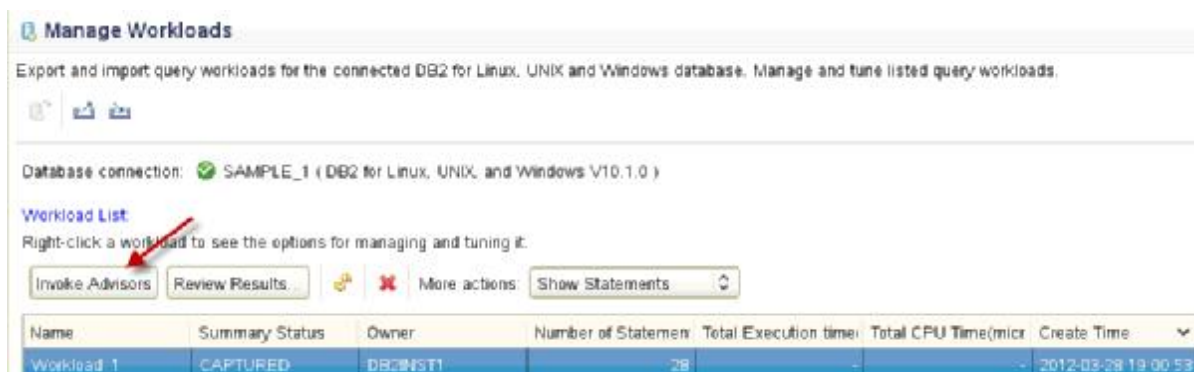 Manage Workloads
Export and import query workloads for the connected DB2 for Linux, UNIX and Windows database. Manage and tune listed query workloads.
Database connection: SAMPLE_1 ( DB2 for Linux, UNIX, and Windows V10.1.0 )
Workload List:
Right-click a workload to see the options for managing and tuning it.
Invoke Advisors Review Results... More actions: Show Statements
Name Summary Status Owner Number of Statemen Total Execution time( Total CPU Time(micr Create Time
Workload_1 CAPTURED DB2INST1 28 - - 2012-03-28 19:00:53